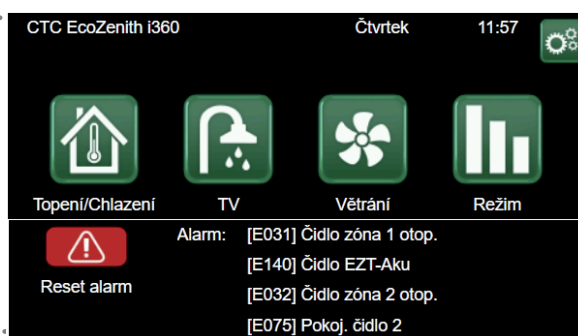 CTC EcoZenith i360 Čtvrtek 11:57
Topení/Chlazení TV Větrání Režim
Alarm: [E031] Čidlo zóna 1 otop.
[E140] Čidlo EZT-Aku
Reset alarm
[E032] Čidlo zóna 2 otop.
[E075] Pokoj. čidlo 2